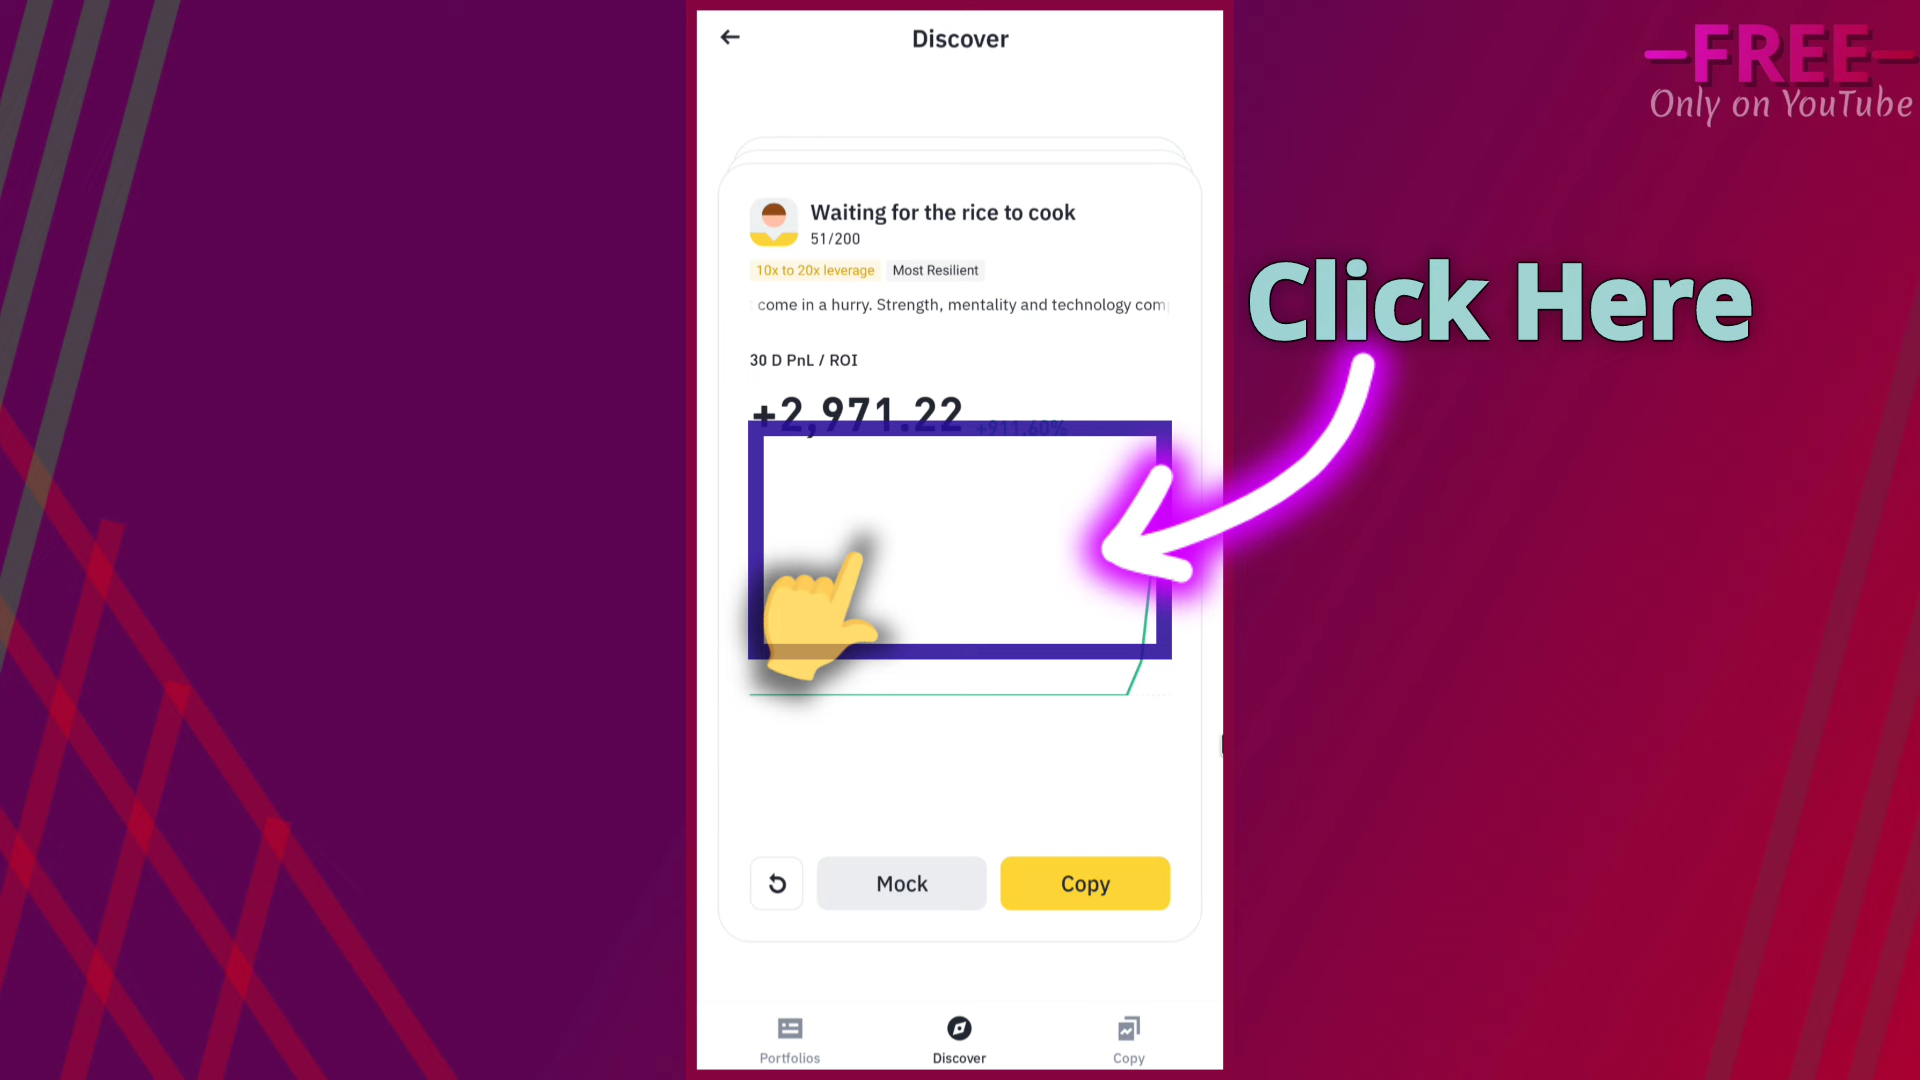 Discover
FREE
Only on YouTube
Waiting for the rice to cook
51/200
10x to 20x leverage Most Resilient
come in a hurry. Strength, mentality and technology com
Click Here
30 D PnL / ROI
+2,971.22 +911.60%
Mock Copy
Portfolios Discover Copy